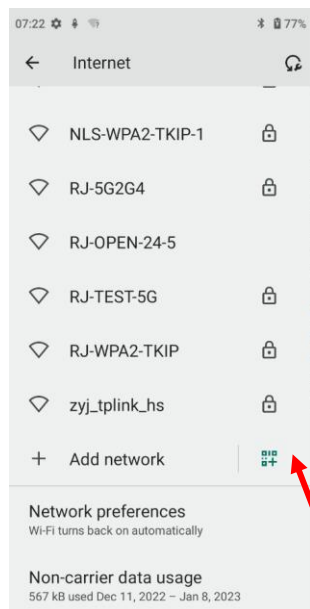 07:22 77%
Internet
NLS-WPA2-TKIP-1
RJ-5G2G4
RJ-OPEN-24-5
RJ-TEST-5G
RJ-WPA2-TKIP
zyj_tplink_hs
Add network
Network preferences
Wi-Fi turns back on automatically
Non-carrier data usage
567 kB used Dec 11, 2022 – Jan 8, 2023